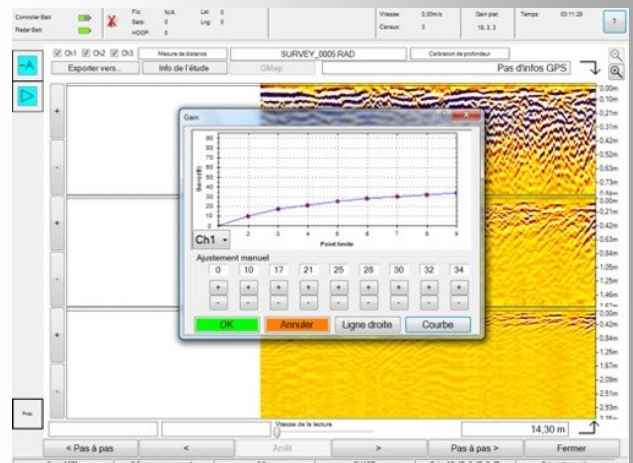 Controller Batt
Radar Batt
Fix: N/A
Sats: 0
HDOP: 0
Lat: 0
Lng: 0
Vitesse: 0,00m/s
Canaux: 3
Gain plat:
18, 3, 3
Temps: 03:11:26
?
Ch1 Ch2 Ch3
Mesure de distance
SURVEY_0005.RAD
Calibration de profondeur
Exporter vers..
Info de l'étude
GMap
Pas d'infos GPS
0,00m
0,10m
0,21m
0,31m
0,42m
0,52m
0,63m
0,73m
0,00m
0,21m
0,42m
0,63m
0,84m
1,05m
1,26m
1,46m
0,00m
0,42m
0,84m
1,25m
1,67m
2,09m
2,51m
2,93m
Gain
Gain(dB)
90
80
70
60
50
40
30
20
10
0
2 3 4 5 6 7 8 9
Point limite
Ch1
Ajustement manuel
0 10 17 21 25 28 30 32 34
+ + + + + + + + +
- - - - - - - - -
OK
Annuler
Ligne droite
Courbe
+
-
+
-
+
-
Vitesse de la lecture
14,30 m
< Pas à pas
<
Arrêt
>
Pas à pas >
Fermer